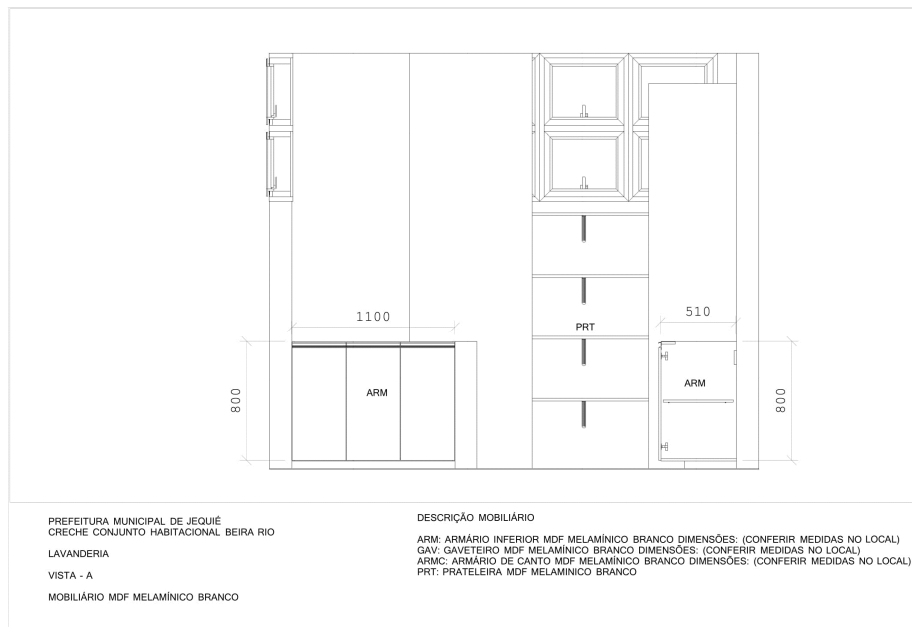 1100
510
PRT
ARM
ARM
800
800
PREFEITURA MUNICIPAL DE JEQUIÉ
CRECHE CONJUNTO HABITACIONAL BEIRA RIO
LAVANDERIA
VISTA - A
MOBILIÁRIO MDF MELAMÍNICO BRANCO
DESCRIÇÃO MOBILIÁRIO
ARM: ARMÁRIO INFERIOR MDF MELAMÍNICO BRANCO DIMENSÕES: (CONFERIR MEDIDAS NO LOCAL)
GAV: GAVETEIRO MDF MELAMÍNICO BRANCO DIMENSÕES: (CONFERIR MEDIDAS NO LOCAL)
ARMC: ARMÁRIO DE CANTO MDF MELAMÍNICO BRANCO DIMENSÕES: (CONFERIR MEDIDAS NO LOCAL)
PRT: PRATELEIRA MDF MELAMINICO BRANCO